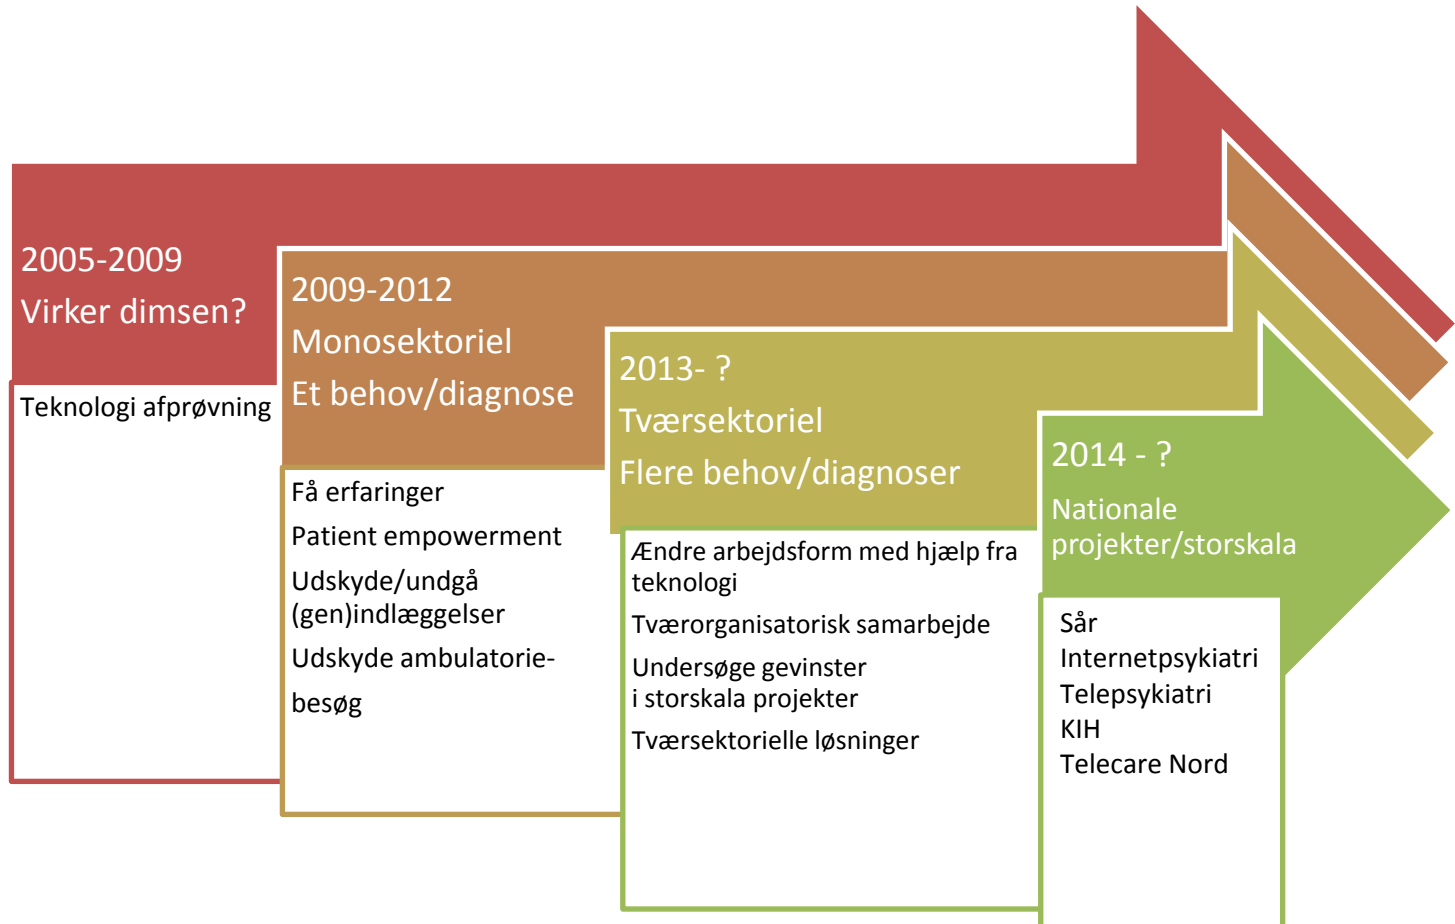 2005-2009
Virker dimsen?
Teknologi afprøvning
2009-2012
Monosektoriel
Et behov/diagnose
Få erfaringer
Patient empowerment
Udskyde/undgå
(gen)indlæggelser
Udskyde ambulatorie-
besøg
2013- ?
Tværsektoriel
Flere behov/diagnoser
Ændre arbejdsform med hjælp fra
teknologi
Tværorganisatorisk samarbejde
Undersøge gevinster
i storskala projekter
Tværsektorielle løsninger
2014 - ?
Nationale
projekter/storskala
Sår
Internetpsykiatri
Telepsykiatri
KIH
Telecare Nord